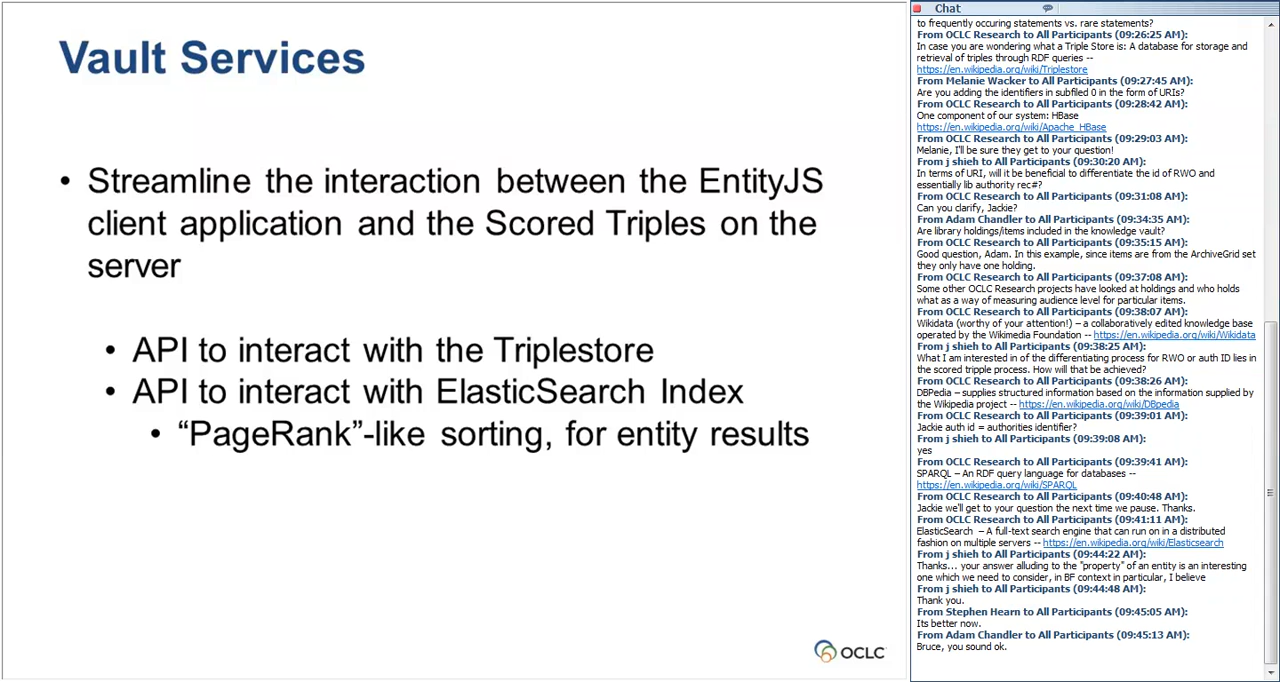 Vault Services
• Streamline the interaction between the EntityJS
client application and the Scored Triples on the
server
• API to interact with the Triplestore
• API to interact with ElasticSearch Index
• “PageRank”-like sorting, for entity results
OCLC
Chat
to frequently occuring statements vs. rare statements?
From OCLC Research to All Participants (09:26:25 AM):
In case you are wondering what a Triple Store is: A database for storage and
retrieval of triples through RDF queries --
https://en.wikipedia.org/wiki/Triplestore
From Melanie Wacker to All Participants (09:27:45 AM):
Are you adding the identifiers in subfiled 0 in the form of URIs?
From OCLC Research to All Participants (09:28:42 AM):
One component of our system: HBase
https://en.wikipedia.org/wiki/Apache_HBase
From OCLC Research to All Participants (09:29:03 AM):
Melanie, I'll be sure they get to your question!
From j shieh to All Participants (09:30:20 AM):
In terms of URI, will it be beneficial to differentiate the id of RWO and
essentially lib authority rec#?
From OCLC Research to All Participants (09:31:08 AM):
Can you clarify, Jackie?
From Adam Chandler to All Participants (09:34:35 AM):
Are library holdings/items included in the knowledge vault?
From OCLC Research to All Participants (09:35:15 AM):
Good question, Adam. In this example, since items are from the ArchiveGrid set
they only have one holding.
From OCLC Research to All Participants (09:37:08 AM):
Some other OCLC Research projects have looked at holdings and who holds
what as a way of measuring audience level for particular items.
From OCLC Research to All Participants (09:38:07 AM):
Wikidata (worthy of your attention!) – a collaboratively edited knowledge base
operated by the Wikimedia Foundation -- https://en.wikipedia.org/wiki/Wikidata
From j shieh to All Participants (09:38:25 AM):
What I am interested in of the differentiating process for RWO or auth ID lies in
the scored tripple process. How will that be achieved?
From OCLC Research to All Participants (09:38:26 AM):
DBPedia – supplies structured information based on the information supplied by
the Wikipedia project -- https://en.wikipedia.org/wiki/DBpedia
From OCLC Research to All Participants (09:39:01 AM):
Jackie auth id = authorities identifier?
From j shieh to All Participants (09:39:08 AM):
yes
From OCLC Research to All Participants (09:39:41 AM):
SPARQL – An RDF query language for databases --
https://en.wikipedia.org/wiki/SPARQL
From OCLC Research to All Participants (09:40:48 AM):
Jackie we'll get to your question the next time we pause. Thanks.
From OCLC Research to All Participants (09:41:11 AM):
ElasticSearch – A full-text search engine that can run on in a distributed
fashion on multiple servers -- https://en.wikipedia.org/wiki/Elasticsearch
From j shieh to All Participants (09:44:22 AM):
Thanks... your answer alluding to the "property" of an entity is an interesting
one which we need to consider, in BF context in particular, I believe
From j shieh to All Participants (09:44:48 AM):
Thank you.
From Stephen Hearn to All Participants (09:45:05 AM):
Its better now.
From Adam Chandler to All Participants (09:45:13 AM):
Bruce, you sound ok.